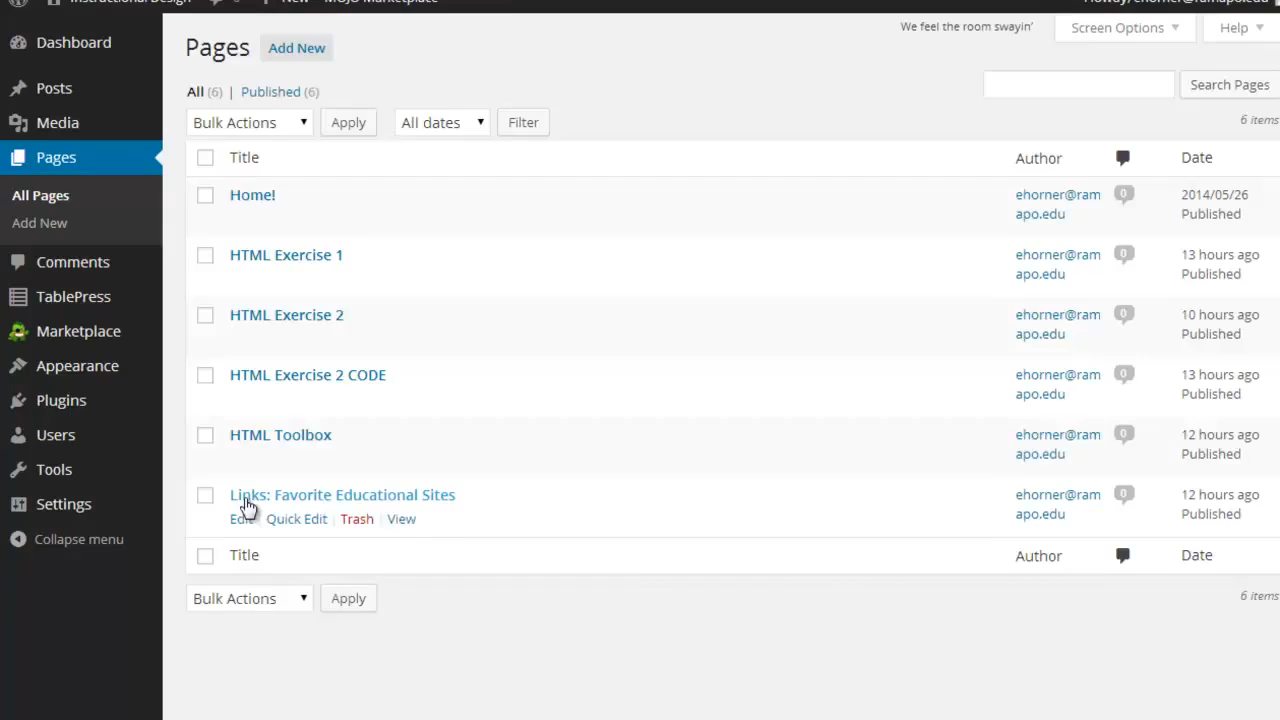 Instructional Design New MOJO Marketplace Howdy, ehorner@ramapo.edu
Dashboard
Posts
Media
Pages
All Pages
Add New
Comments
TablePress
Marketplace
Appearance
Plugins
Users
Tools
Settings
Collapse menu
We feel the room swayin'
Screen Options
Help
Pages Add New
All (6) | Published (6)
Search Pages
Bulk Actions Apply All dates Filter
6 items
Title Author Date
Home! ehorner@ram 0 2014/05/26
apo.edu Published
HTML Exercise 1 ehorner@ram 0 13 hours ago
apo.edu Published
HTML Exercise 2 ehorner@ram 0 10 hours ago
apo.edu Published
HTML Exercise 2 CODE ehorner@ram 0 13 hours ago
apo.edu Published
HTML Toolbox ehorner@ram 0 12 hours ago
apo.edu Published
Links: Favorite Educational Sites ehorner@ram 0 12 hours ago
Edit | Quick Edit | Trash | View apo.edu Published
Title Author Date
Bulk Actions Apply
6 items